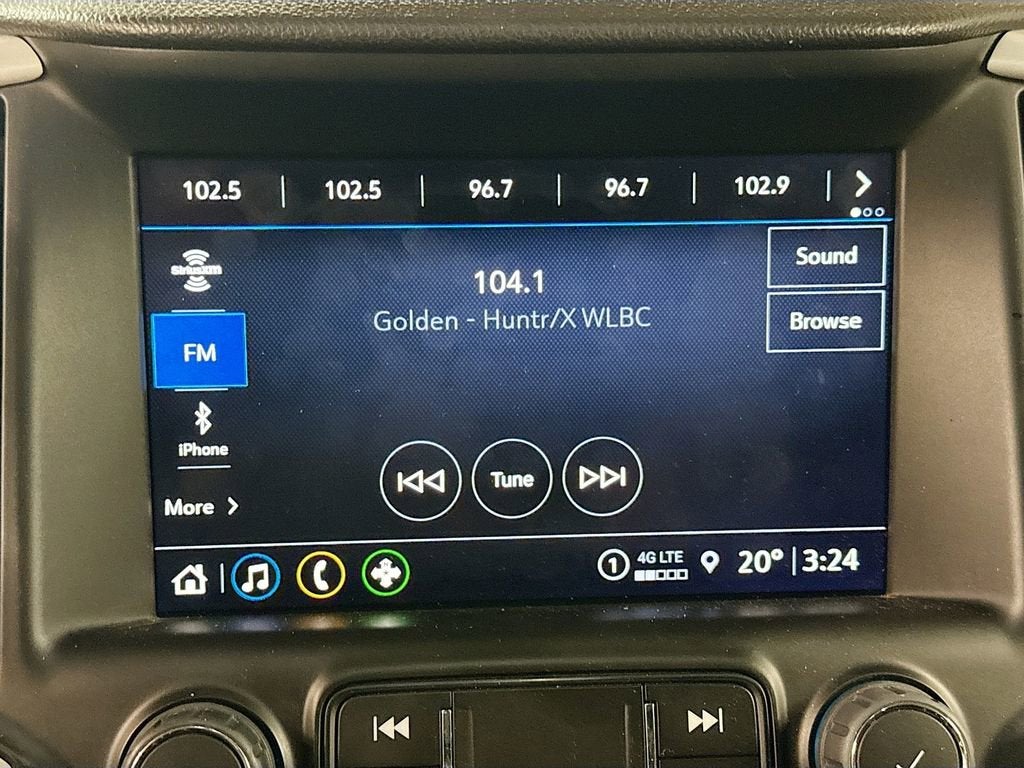 102.5 | 102.5 | 96.7 | 96.7 | 102.9 |
SiriusXM
104.1
Sound
Golden - Huntr/X WLBC
Browse
FM
iPhone
Tune
More
1 4G LTE 20° | 3:24